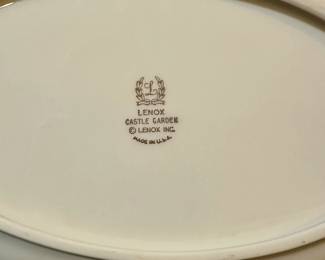 L
LENOX
CASTLE GARDEN
© LENOX INC.
MADE IN U.S.A.